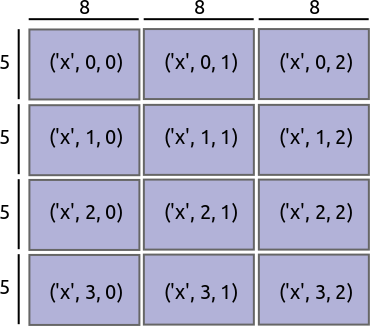 8 8 8
5 ('x', 0, 0) ('x', 0, 1) ('x', 0, 2)
5 ('x', 1, 0) ('x', 1, 1) ('x', 1, 2)
5 ('x', 2, 0) ('x', 2, 1) ('x', 2, 2)
5 ('x', 3, 0) ('x', 3, 1) ('x', 3, 2)